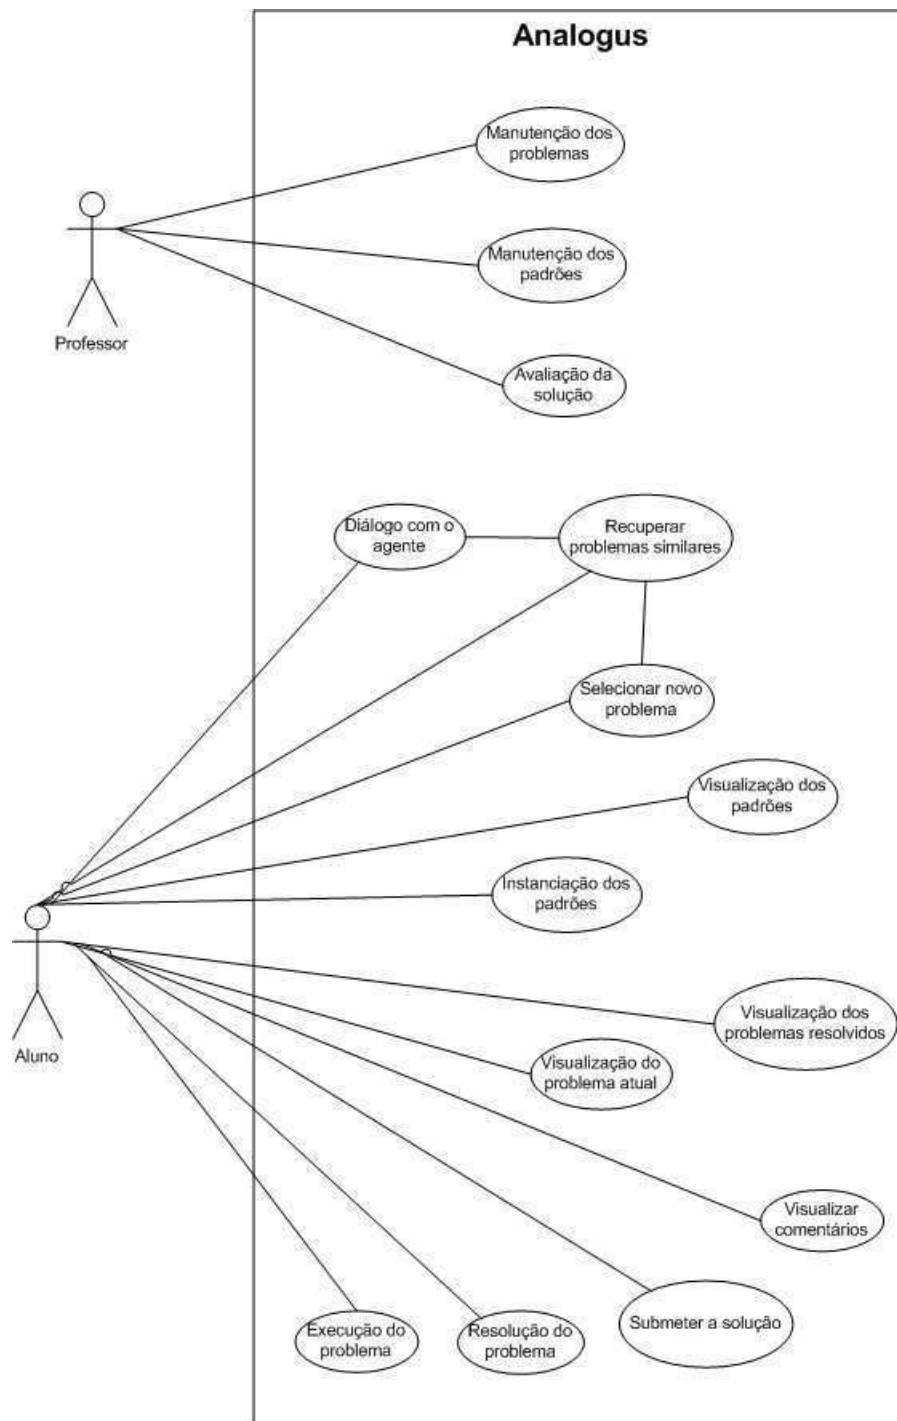 Analogus
Manutenção dos
problemas
Manutenção dos
padrões
Professor
Avaliação da
solução
Diálogo com o
agente
Recuperar
problemas similares
Selecionar novo
problema
Visualização dos
padrões
Instanciação dos
padrões
Aluno
Visualização dos
problemas resolvidos
Visualização do
problema atual
Visualizar
comentários
Submeter a solução
Execução do
problema
Resolução do
problema